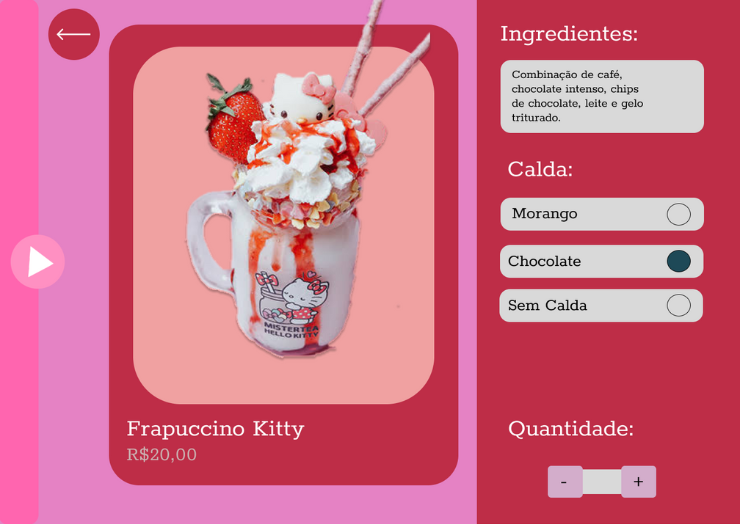 Ingredientes:
Combinação de café,
chocolate intenso, chips
de chocolate, leite e gelo
triturado.
Calda:
Morango
Chocolate
Sem Calda
MISTERTEA
HELLO KITTY
Frapuccino Kitty
R$20,00
Quantidade:
- +